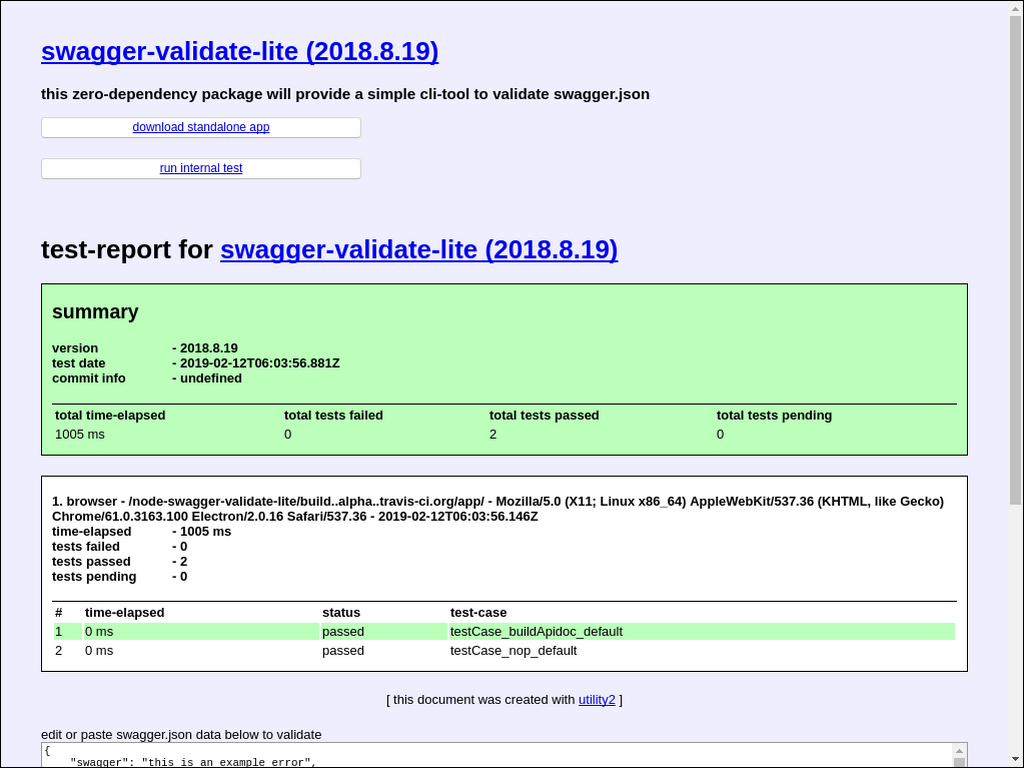 swagger-validate-lite (2018.8.19)
this zero-dependency package will provide a simple cli-tool to validate swagger.json
download standalone app
run internal test
test-report for swagger-validate-lite (2018.8.19)
summary
version - 2018.8.19
test date - 2019-02-12T06:03:56.881Z
commit info - undefined
total time-elapsed total tests failed total tests passed total tests pending
1005 ms 0 2 0
1. browser - /node-swagger-validate-lite/build..alpha..travis-ci.org/app/ - Mozilla/5.0 (X11; Linux x86_64) AppleWebKit/537.36 (KHTML, like Gecko)
Chrome/61.0.3163.100 Electron/2.0.16 Safari/537.36 - 2019-02-12T06:03:56.146Z
time-elapsed - 1005 ms
tests failed - 0
tests passed - 2
tests pending - 0
# time-elapsed status test-case
1 0 ms passed testCase_buildApidoc_default
2 0 ms passed testCase_nop_default
[ this document was created with utility2 ]
edit or paste swagger.json data below to validate
{
"swagger": "this is an example error",